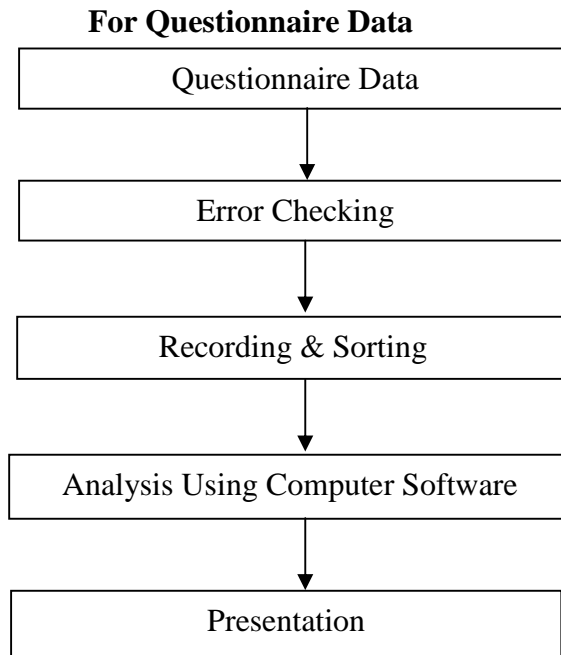 For Questionnaire Data
Questionnaire Data
Error Checking
Recording & Sorting
Analysis Using Computer Software
Presentation